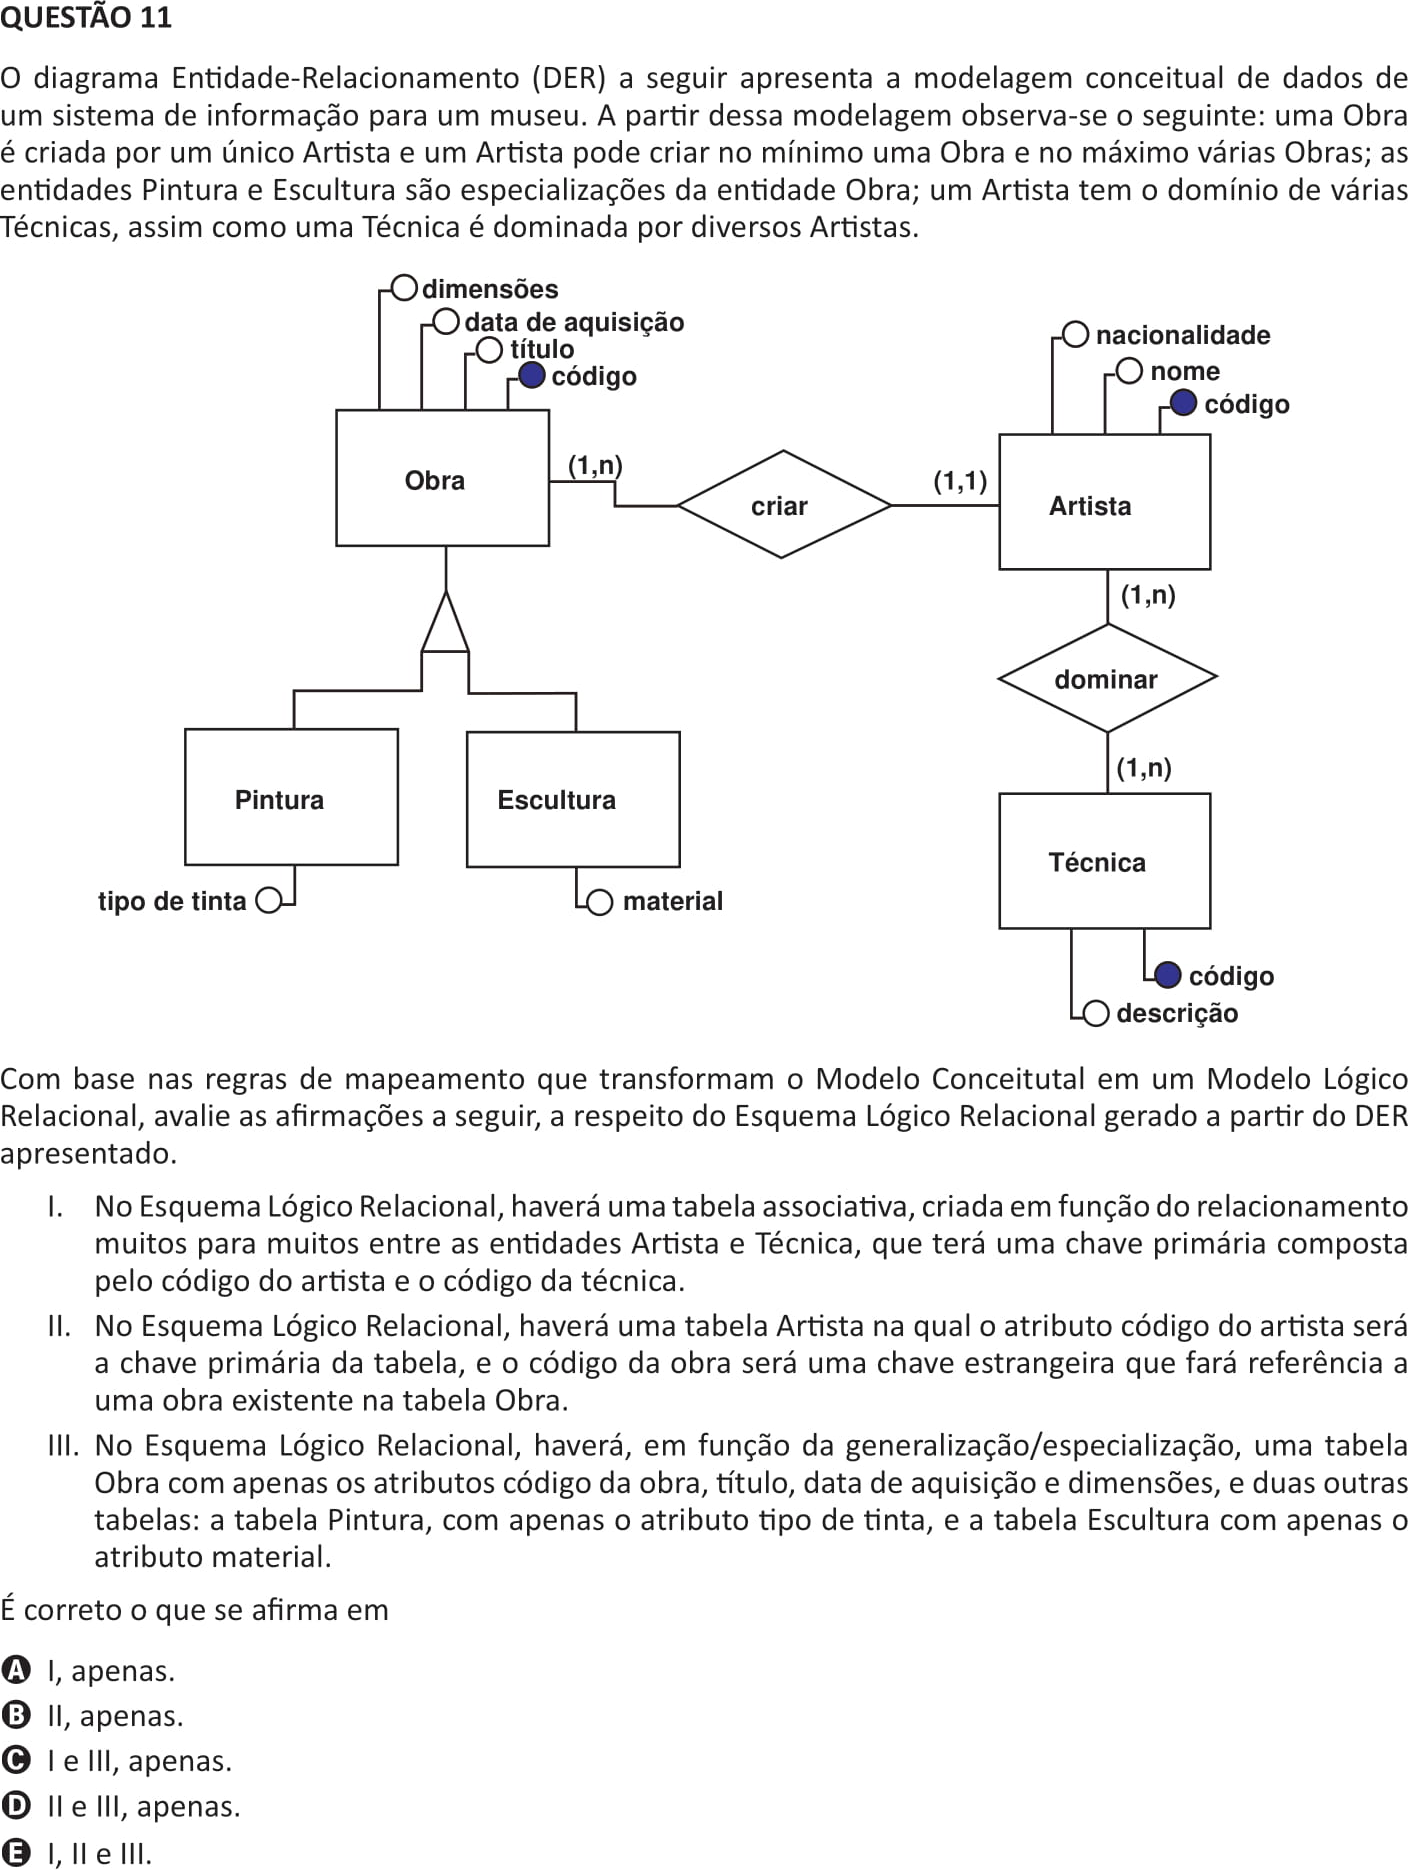 QUESTÃO 11
O diagrama Entidade-Relacionamento (DER) a seguir apresenta a modelagem conceitual de dados de
um sistema de informação para um museu. A partir dessa modelagem observa-se o seguinte: uma Obra
é criada por um único Artista e um Artista pode criar no mínimo uma Obra e no máximo várias Obras; as
entidades Pintura e Escultura são especializações da entidade Obra; um Artista tem o domínio de várias
Técnicas, assim como uma Técnica é dominada por diversos Artistas.
dimensões
data de aquisição
título
código
nacionalidade
nome
código
Obra
(1,n)
criar
(1,1)
Artista
(1,n)
dominar
(1,n)
Pintura
Escultura
Técnica
tipo de tinta
material
código
descrição
Com base nas regras de mapeamento que transformam o Modelo Conceitutal em um Modelo Lógico
Relacional, avalie as afirmações a seguir, a respeito do Esquema Lógico Relacional gerado a partir do DER
apresentado.
I. No Esquema Lógico Relacional, haverá uma tabela associativa, criada em função do relacionamento
muitos para muitos entre as entidades Artista e Técnica, que terá uma chave primária composta
pelo código do artista e o código da técnica.
II. No Esquema Lógico Relacional, haverá uma tabela Artista na qual o atributo código do artista será
a chave primária da tabela, e o código da obra será uma chave estrangeira que fará referência a
uma obra existente na tabela Obra.
III. No Esquema Lógico Relacional, haverá, em função da generalização/especialização, uma tabela
Obra com apenas os atributos código da obra, título, data de aquisição e dimensões, e duas outras
tabelas: a tabela Pintura, com apenas o atributo tipo de tinta, e a tabela Escultura com apenas o
atributo material.
É correto o que se afirma em
A I, apenas.
B II, apenas.
C I e III, apenas.
D II e III, apenas.
E I, II e III.